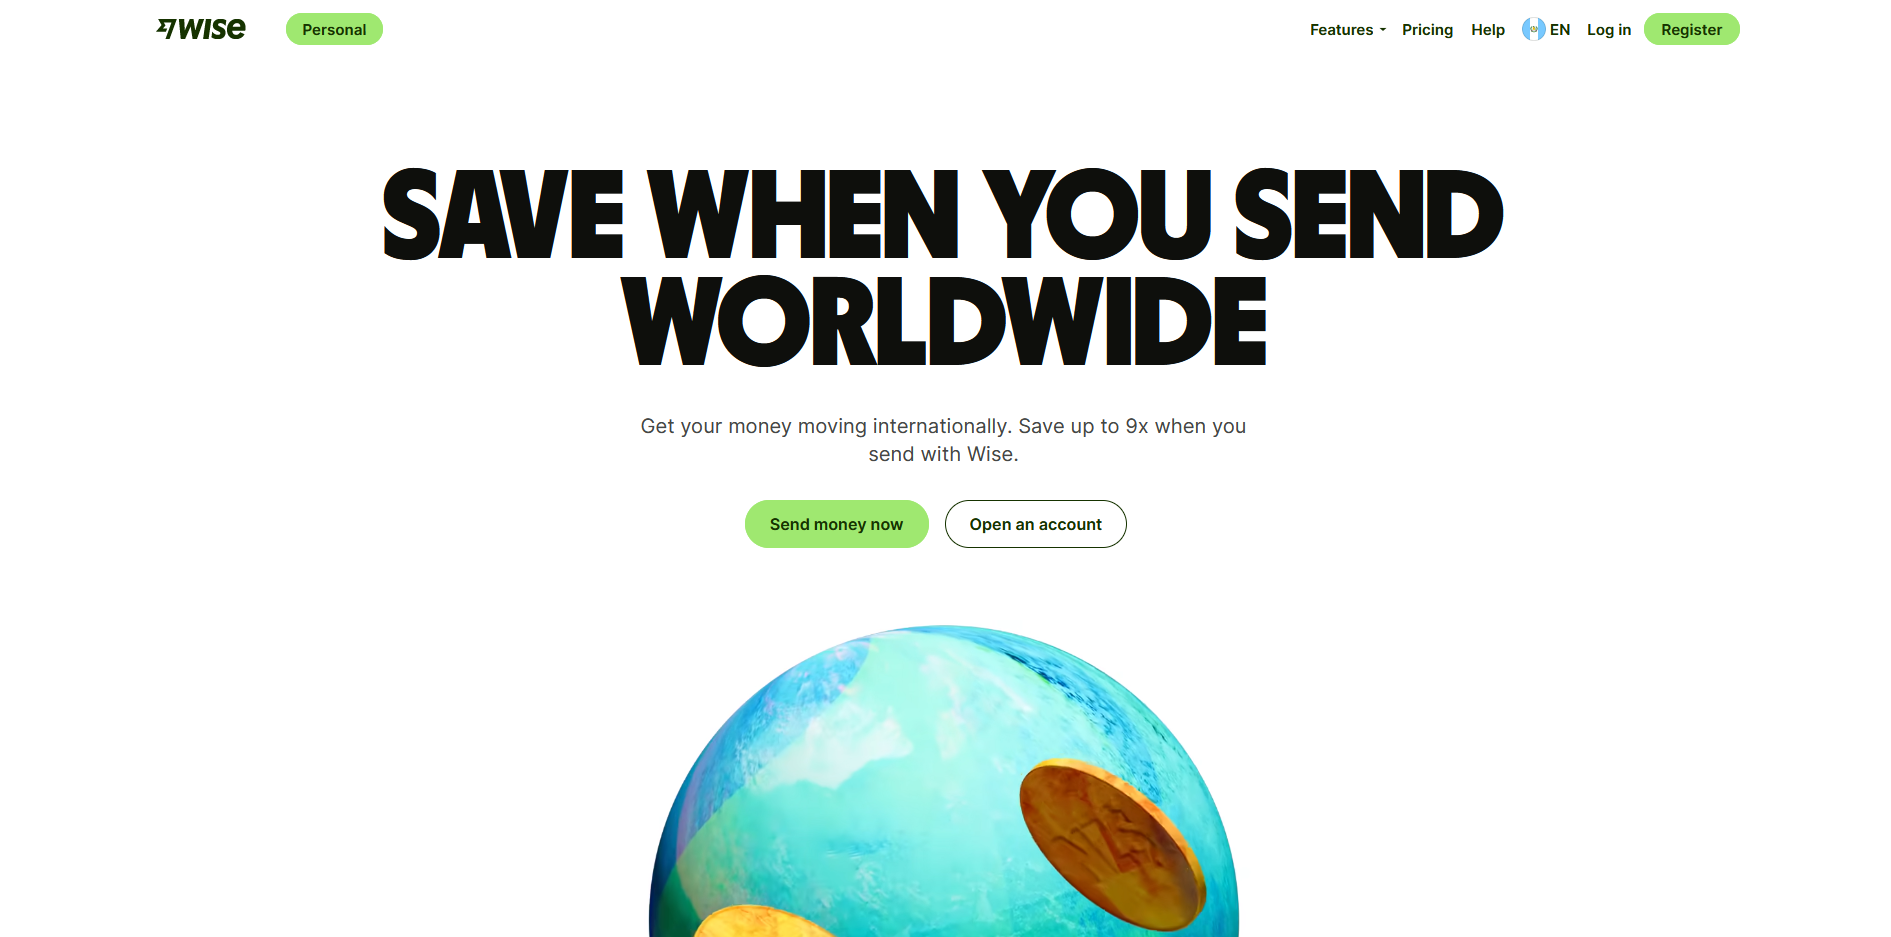 WISE
Personal
Features
Pricing
Help
EN
Log in
Register
SAVE WHEN YOU SEND
WORLDWIDE
Get your money moving internationally. Save up to 9x when you
send with Wise.
Send money now
Open an account